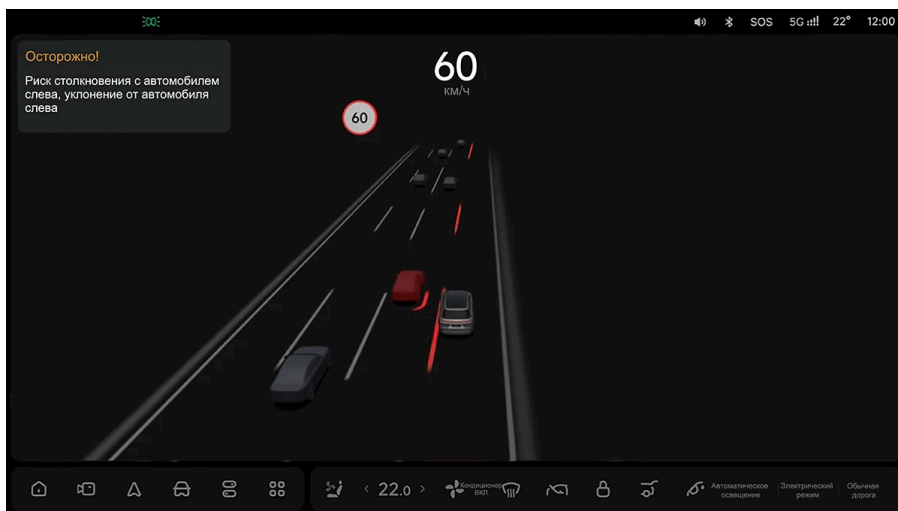 SOS 5G 22° 12:00
Осторожно!
Риск столкновения с автомобилем
слева, уклонение от автомобиля
слева
60
км/ч
60
< 22.0 >
Кондиционер
ВКЛ.
Автоматическое
освещение
Электрический
режим
Обычная
дорога